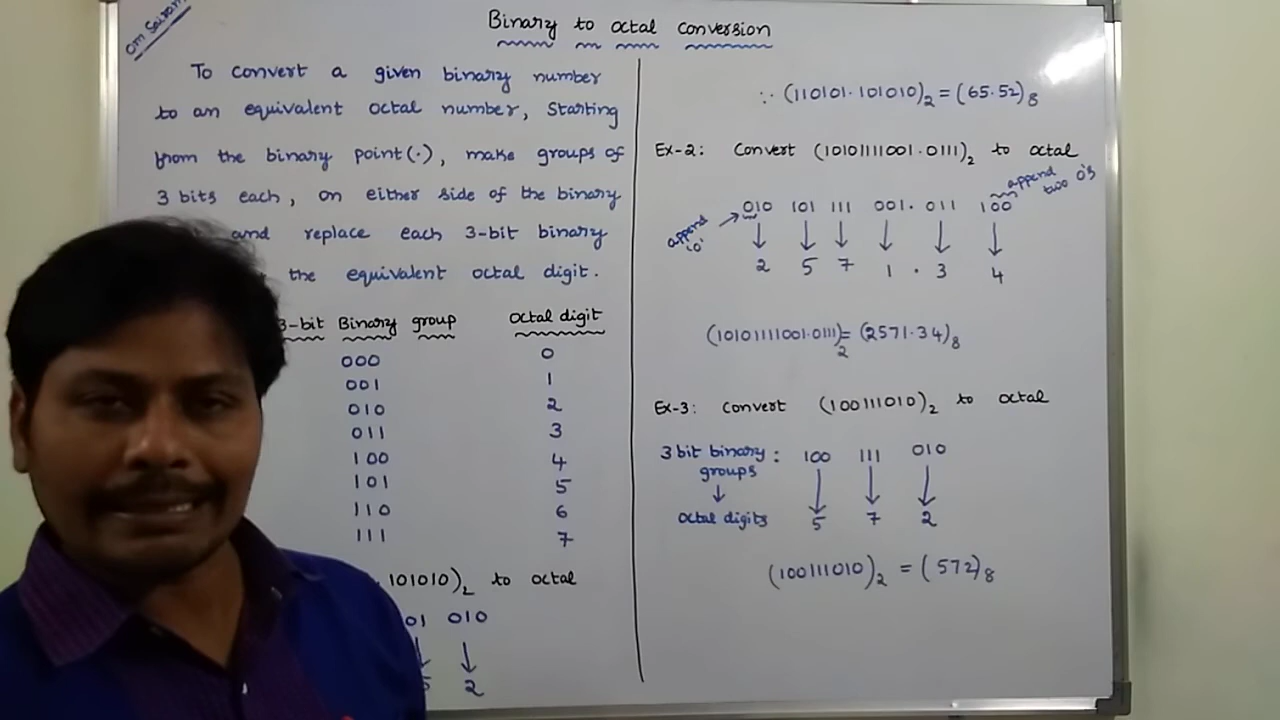 Om Sairam
Binary to octal conversion
To convert a given binary number
to an equivalent octal number, starting
from the binary point(·), make groups of
3 bits each, on either side of the binary
and replace each 3-bit binary
the equivalent octal digit.
3-bit Binary group octal digit
000 0
001 1
010 2
011 3
100 4
101 5
110 6
111 7
.101010)₂ to octal
01 010
5 2
∴ (110101.101010)₂ = (65.52)₈
Ex-2: Convert (10101111001.0111)₂ to octal
append two 0's
append '0'
010 101 111 001 . 011 100
2 5 7 1 . 3 4
(10101111001.0111)₂ = (2571.34)₈
Ex-3: Convert (100111010)₂ to octal
3 bit binary groups : 100 111 010
octal digits 5 7 2
(100111010)₂ = (572)₈